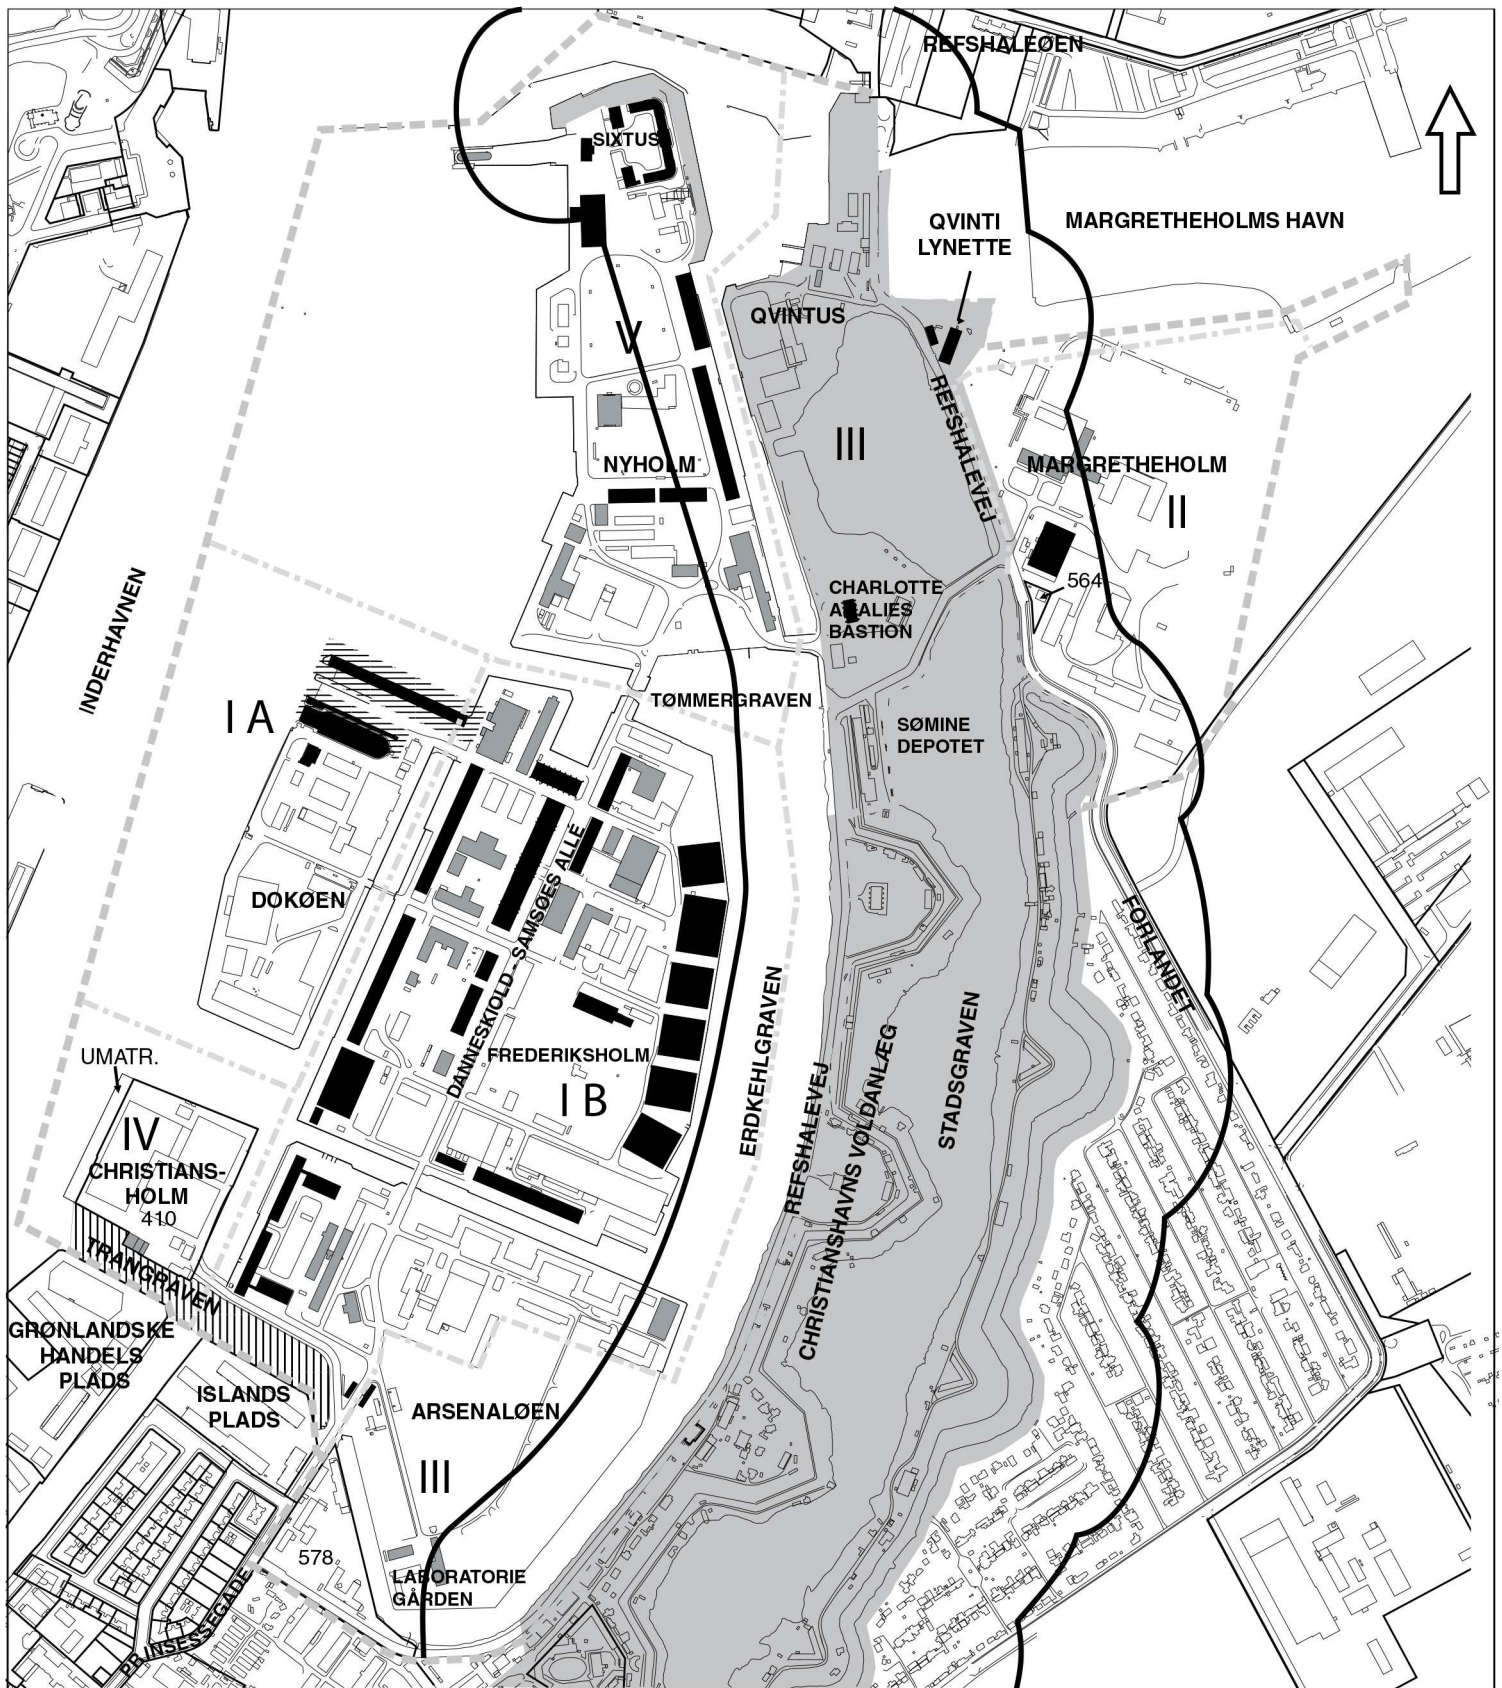 REFSHALEØEN
SIXTUS
QVINTI
LYNETTE
MARGRETHEHOLMS HAVN
V
QVINTUS
REFSHALEVEJ
III
NYHOLM
MARGRETHEHOLM
II
564
CHARLOTTE
AMALIES
BASTION
INDERHAVNEN
I A
TØMMERGRAVEN
SØMINE
DEPOTET
DOKØEN
DANNESKIOLD - SAMSØES ALLÉ
FORLANDET
ERDKEHLGRAVEN
STADSGRAVEN
UMATR.
FREDERIKSHOLM
I B
REFSHALEVEJ
CHRISTIANSHAVNS VOLDANLÆG
IV
CHRISTIANS-
HOLM
410
TRANGRAVEN
GRØNLANDSKE
HANDELS
PLADS
ISLANDS
PLADS
ARSENALØEN
III
578
LABORATORIE
GÅRDEN
PRINSESSEGADE